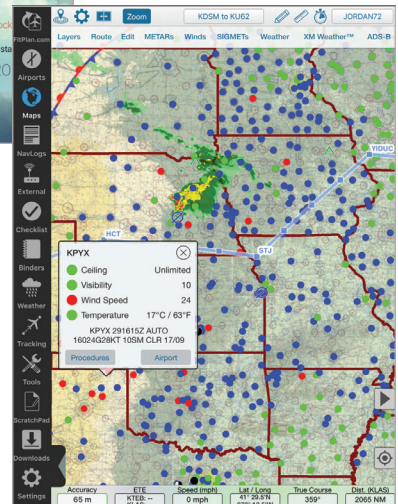 Zoom
KDSM to KU62
JORDAN72
Layers Route Edit METARs Winds SIGMETs Weather XM Weather™ ADS-B
FltPlan.com
Airports
Maps
NavLogs
External
Checklist
Binders
Weather
Tracking
Tools
ScratchPad
Downloads
Settings
YIDUC
HCT
STJ
KPYX
Ceiling Unlimited
Visibility 10
Wind Speed 24
Temperature 17°C / 63°F
KPYX 291615Z AUTO
16024G28KT 10SM CLR 17/09
Procedures Airport
Accuracy ETE Speed (mph) Lat / Long True Course Dist. (KLAS)
65 m KTEB: -- 0 mph 41° 29.5'N 359° 2065 NM